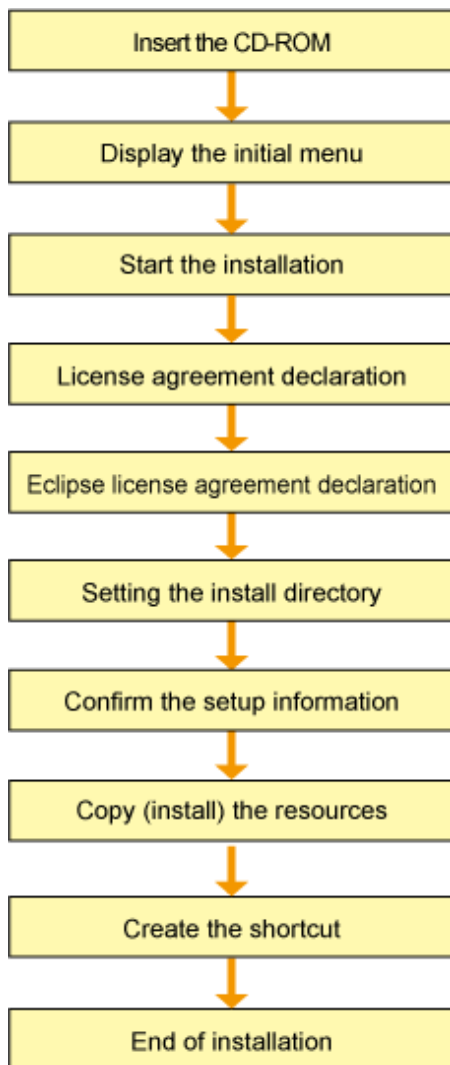 Insert the CD-ROM
Display the initial menu
Start the installation
License agreement declaration
Eclipse license agreement declaration
Setting the install directory
Confirm the setup information
Copy (install) the resources
Create the shortcut
End of installation